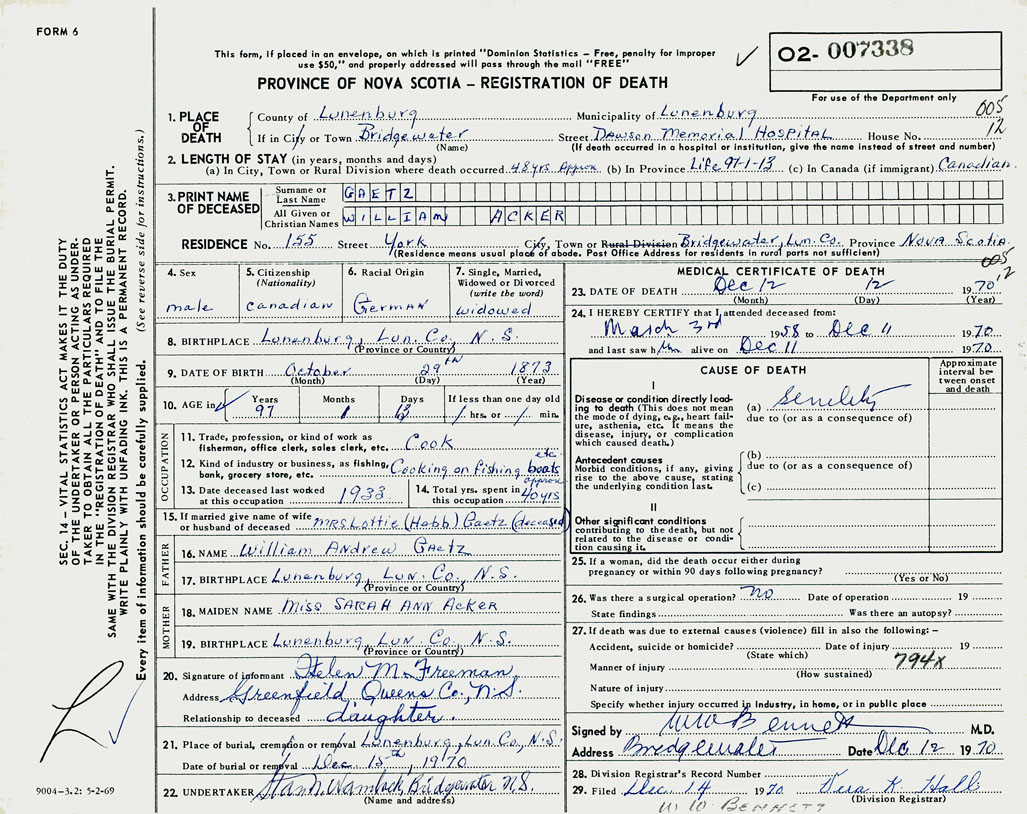 FORM 6
This form, if placed in an envelope, on which is printed "Dominion Statistics – Free, penalty for improper
use $50," and properly addressed will pass through the mail "FREE"
PROVINCE OF NOVA SCOTIA – REGISTRATION OF DEATH
02- 007338
For use of the Department only
005
12
1. PLACE OF DEATH
County of Lunenburg Municipality of Lunenburg
If in City or Town Bridgewater Street Dawson Memorial Hospital House No.
(Name) (If death occurred in a hospital or institution, give the name instead of street and number)
2. LENGTH OF STAY (in years, months and days)
(a) In City, Town or Rural Division where death occurred 48 yrs Approx (b) In Province Life 97-1-13 (c) In Canada (if immigrant) Canadian
3. PRINT NAME OF DECEASED
Surname or Last Name GAETZ
All Given or Christian Names WILLIAM ACKER
RESIDENCE No. 155 Street York City, Town or Rural Division Bridgewater, Lun. Co. Province Nova Scotia
(Residence means usual place of abode. Post Office Address for residents in rural parts not sufficient)
005
12
4. Sex
male
5. Citizenship
(Nationality)
Canadian
6. Racial Origin
German
7. Single, Married,
Widowed or Divorced
(write the word)
widowed
8. BIRTHPLACE Lunenburg, Lun. Co., N. S.
(Province or Country)
9. DATE OF BIRTH October 29th 1873
(Month) (Day) (Year)
10. AGE in Years Months Days If less than one day old
97 1 13 / hrs. or / min.
OCCUPATION
11. Trade, profession, or kind of work as
fisherman, office clerk, sales clerk, etc. Cook
12. Kind of industry or business, as fishing,
bank, grocery store, etc. Cooking on fishing boats etc.
13. Date deceased last worked
at this occupation 1933
14. Total yrs. spent in
this occupation approx 40 yrs
15. If married give name of wife
or husband of deceased MRS. Lottie (Hebb) Gaetz (deceased)
FATHER
16. NAME William Andrew Gaetz
17. BIRTHPLACE Lunenburg, Lun. Co., N.S.
(Province or Country)
MOTHER
18. MAIDEN NAME Miss SARAH ANN Acker
19. BIRTHPLACE Lunenburg, Lun. Co., N.S.
(Province or Country)
20. Signature of informant Helen M. Freeman
Address Greenfield, Queens Co., N.S.
Relationship to deceased daughter.
21. Place of burial, cremation or removal Lunenburg, Lun. Co., N.S.
Date of burial or removal Dec. 15th, 1970
22. UNDERTAKER Bridgewater N.S.
(Name and address)
MEDICAL CERTIFICATE OF DEATH
23. DATE OF DEATH Dec 12 12 1970
(Month) (Day) (Year)
24. I HEREBY CERTIFY that I attended deceased from:
March 3rd 1958 to Dec 11 1970
and last saw him alive on Dec 11 1970
CAUSE OF DEATH
Approximate
interval be-
tween onset
and death
I
Disease or condition directly lead-
ing to death (This does not
mean the mode of dying, e.g., heart fail-
ure, asthenia, etc. It means the
disease, injury, or complication
which caused death.)
(a) Senility
due to (or as a consequence of)
Antecedent causes
Morbid conditions, if any, giving
rise to the above cause, stating
the underlying condition last.
(b)
due to (or as a consequence of)
(c)
II
Other significant conditions
contributing to the death, but not
related to the disease or condi-
tion causing it.
25. If a woman, did the death occur either during
pregnancy or within 90 days following pregnancy?
(Yes or No)
26. Was there a surgical operation? no Date of operation 19
State findings Was there an autopsy?
27. If death was due to external causes (violence) fill in also the following: –
Accident, suicide or homicide? Date of injury 19
(State which)
794x
Manner of injury
(How sustained)
Nature of injury
Specify whether injury occurred in industry, in home, or in public place
Signed by W W Bennett M.D.
Address Bridgewater Date Dec 12 1970
28. Division Registrar's Record Number
29. Filed Dec. 14 1970 Vera K. Hall
(Division Registrar)
W. W BENNETT
SEC. 14 – VITAL STATISTICS ACT MAKES IT THE DUTY
OF THE UNDERTAKER OR PERSON ACTING AS UNDER-
TAKER TO OBTAIN ALL THE PARTICULARS REQUIRED
IN THE "REGISTRATION OF DEATH" AND TO FILE THE
SAME WITH THE DIVISION REGISTRAR WHO SHALL ISSUE THE BURIAL PERMIT.
WRITE PLAINLY WITH UNFADING INK. THIS IS A PERMANENT RECORD.
Every item of information should be carefully supplied. (See reverse side for instructions.)
9004–3.2: 5-2-69